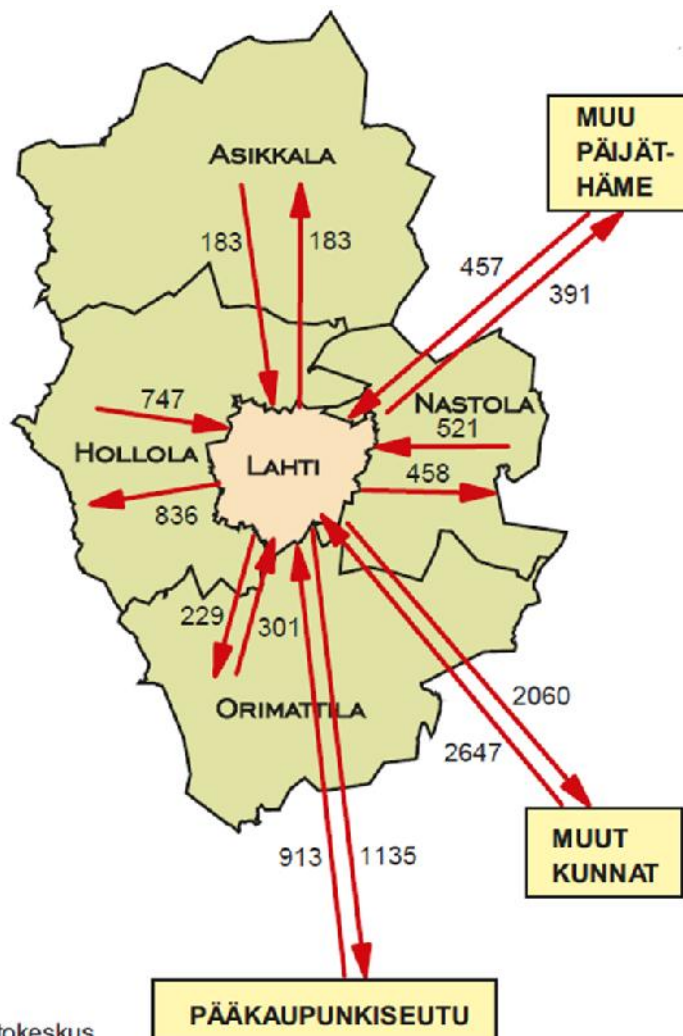 MUU
PÄIJÄT-
HÄME
ASIKKALA
183
183
457
391
747
NASTOLA
521
HOLLOLA
LAHTI
458
836
229
301
ORIMATTILA
2060
2647
913
1135
MUUT
KUNNAT
PÄÄKAUPUNKISEUTU
tokeskus